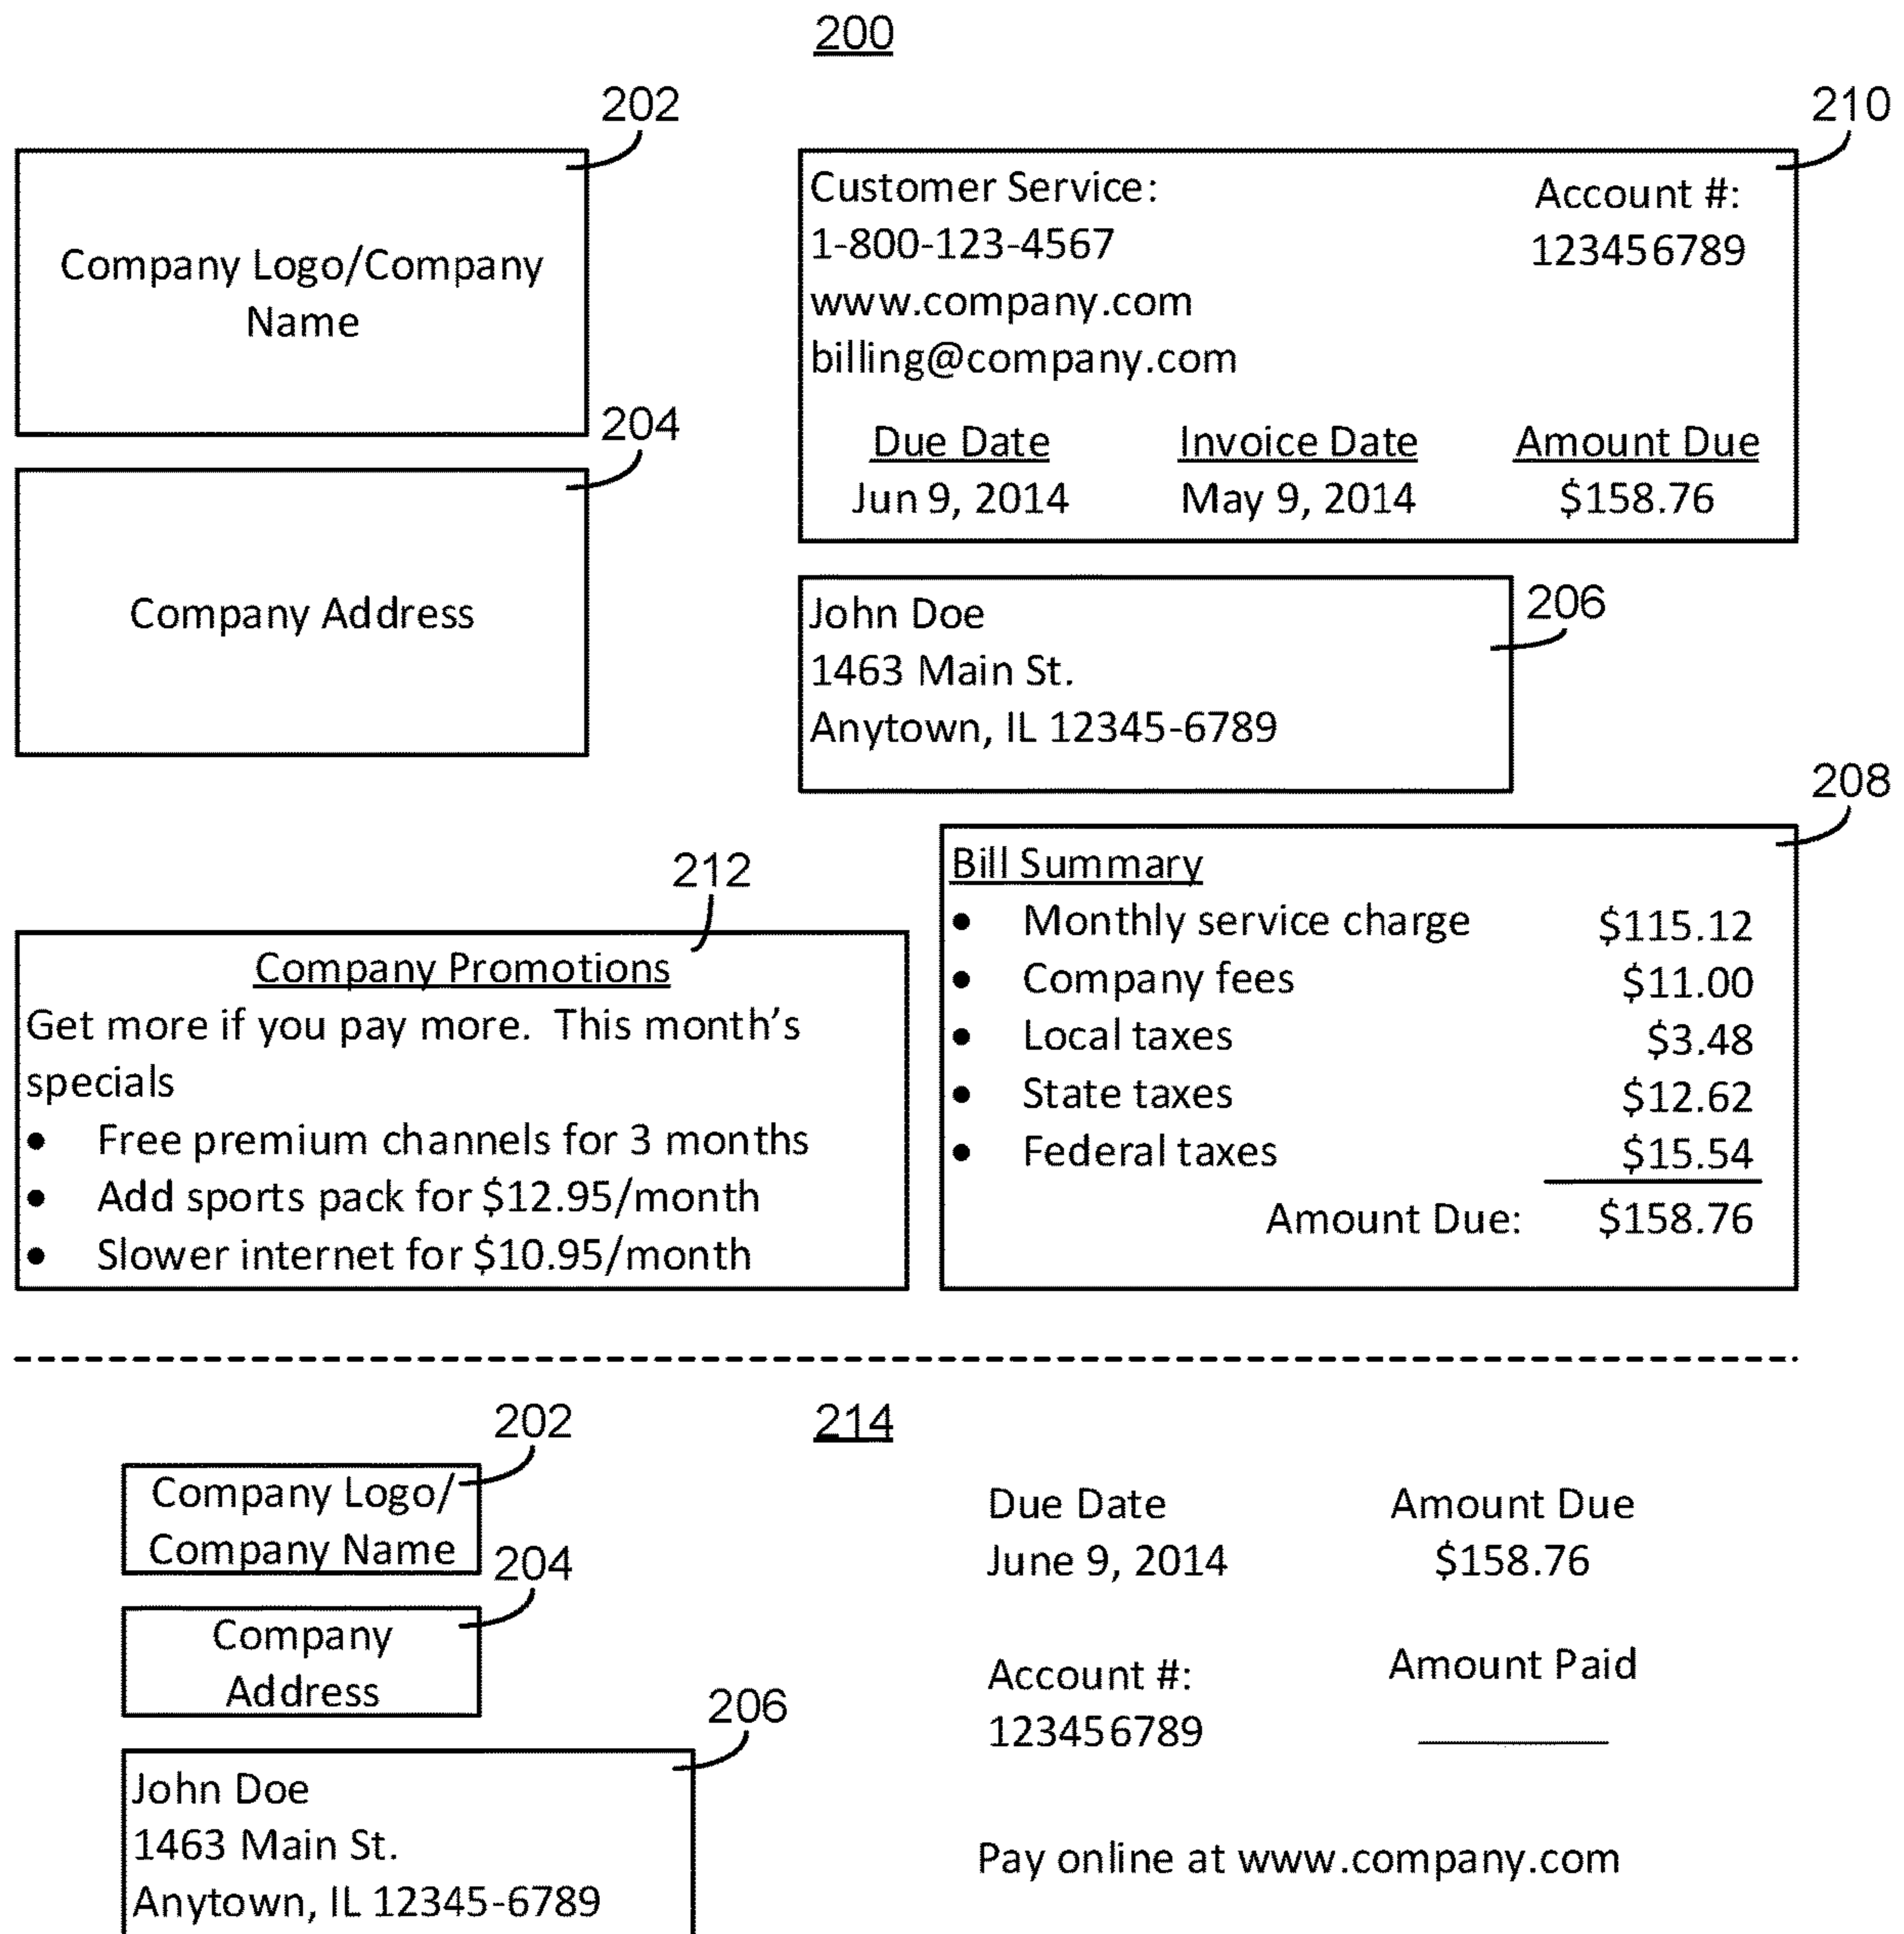 200
202
Company Logo/Company
Name
204
Company Address
210
Customer Service:
1-800-123-4567
www.company.com
billing@company.com
Account #:
123456789
Due Date Invoice Date Amount Due
Jun 9, 2014 May 9, 2014 $158.76
206
John Doe
1463 Main St.
Anytown, IL 12345-6789
212
Company Promotions
Get more if you pay more. This month's
specials
• Free premium channels for 3 months
• Add sports pack for $12.95/month
• Slower internet for $10.95/month
208
Bill Summary
• Monthly service charge $115.12
• Company fees $11.00
• Local taxes $3.48
• State taxes $12.62
• Federal taxes $15.54
Amount Due: $158.76
214
202
Company Logo/
Company Name
204
Company
Address
206
John Doe
1463 Main St.
Anytown, IL 12345-6789
Due Date Amount Due
June 9, 2014 $158.76
Account #:
123456789
Amount Paid
Pay online at www.company.com